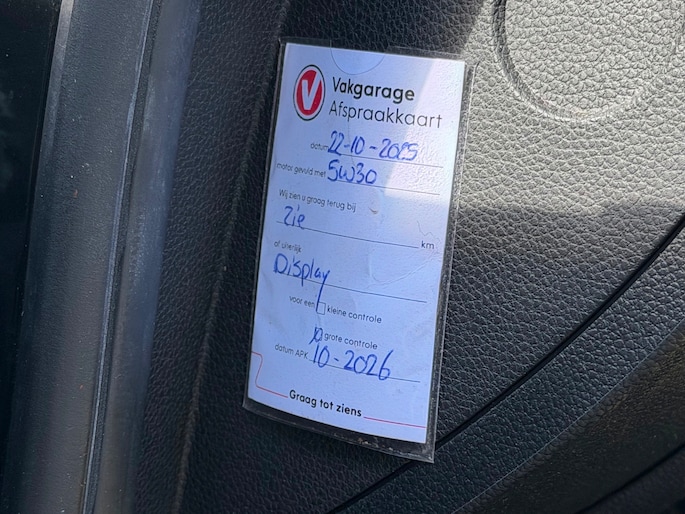 V
Vakgarage
Afspraakkaart
datum 22-10-2025
motor gevuld met 5W30
Wij zien u graag terug bij
Zie km
of uiterlijk
Display
voor een kleine controle
grote controle
datum APK 10-2026
Graag tot ziens